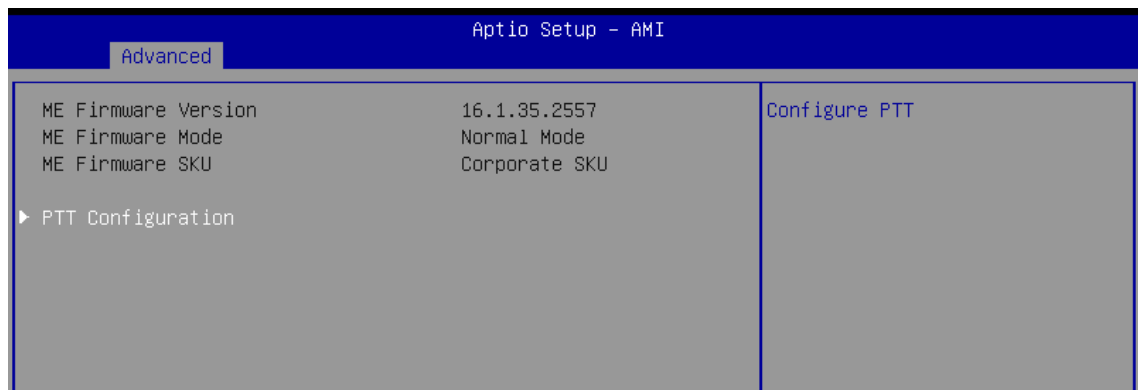 Aptio Setup – AMI
Advanced
ME Firmware Version 16.1.35.2557 Configure PTT
ME Firmware Mode Normal Mode
ME Firmware SKU Corporate SKU
PTT Configuration